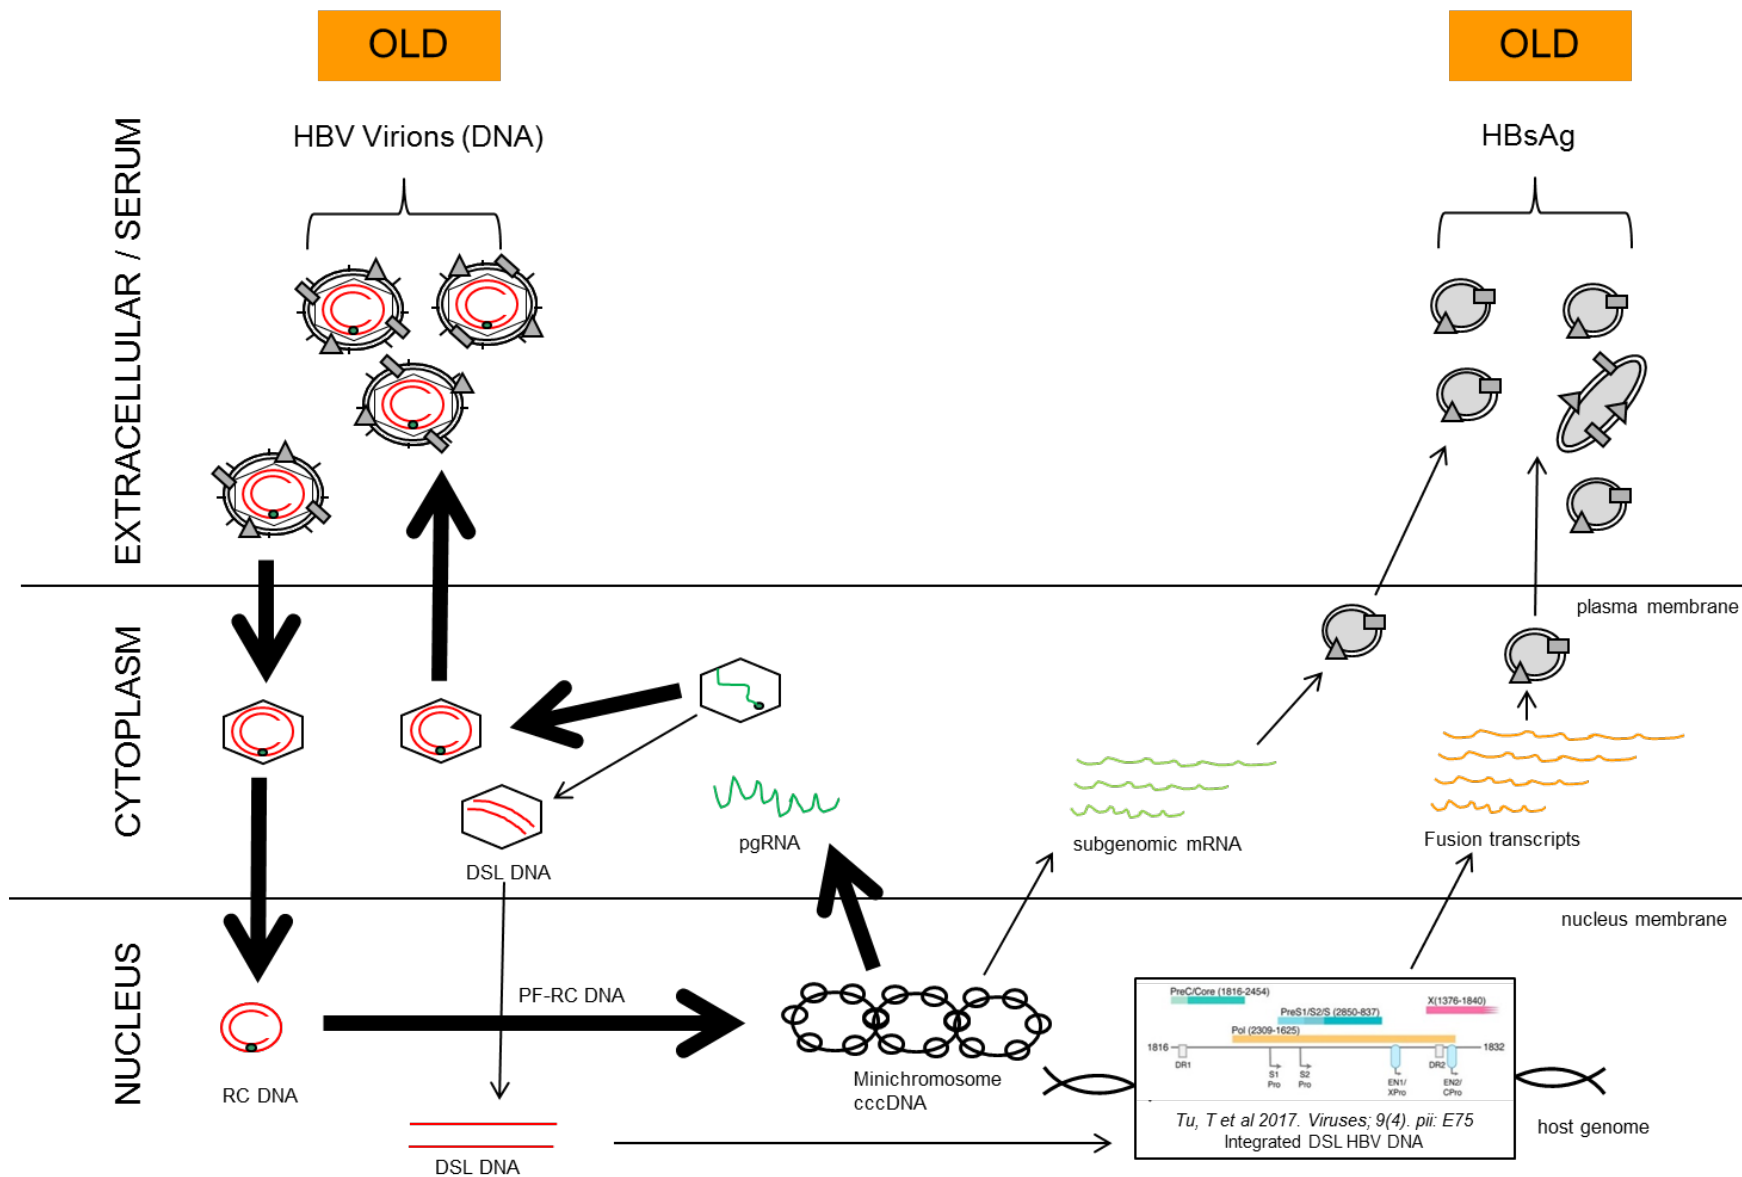 OLD
OLD
HBV Virions (DNA)
HBsAg
EXTRACELLULAR / SERUM
plasma membrane
CYTOPLASM
pgRNA
subgenomic mRNA
Fusion transcripts
DSL DNA
nucleus membrane
NUCLEUS
PF-RC DNA
RC DNA
Minichromosome
cccDNA
PreC/Core (1816-2454)
X(1376-1840)
PreS1/S2/S (2850-837)
Pol (2309-1625)
1816
1832
DR1
S1
Pro
S2
Pro
EN1/
XPro
DR2
EN2/
CPro
Tu, T et al 2017. Viruses; 9(4). pii: E75
Integrated DSL HBV DNA
host genome
DSL DNA